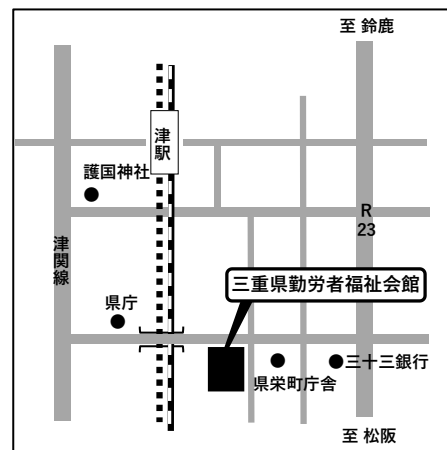 至 鈴鹿
津駅
護国神社
R
23
津関線
三重県勤労者福祉会館
県庁
三十三銀行
県栄町庁舎
至 松阪